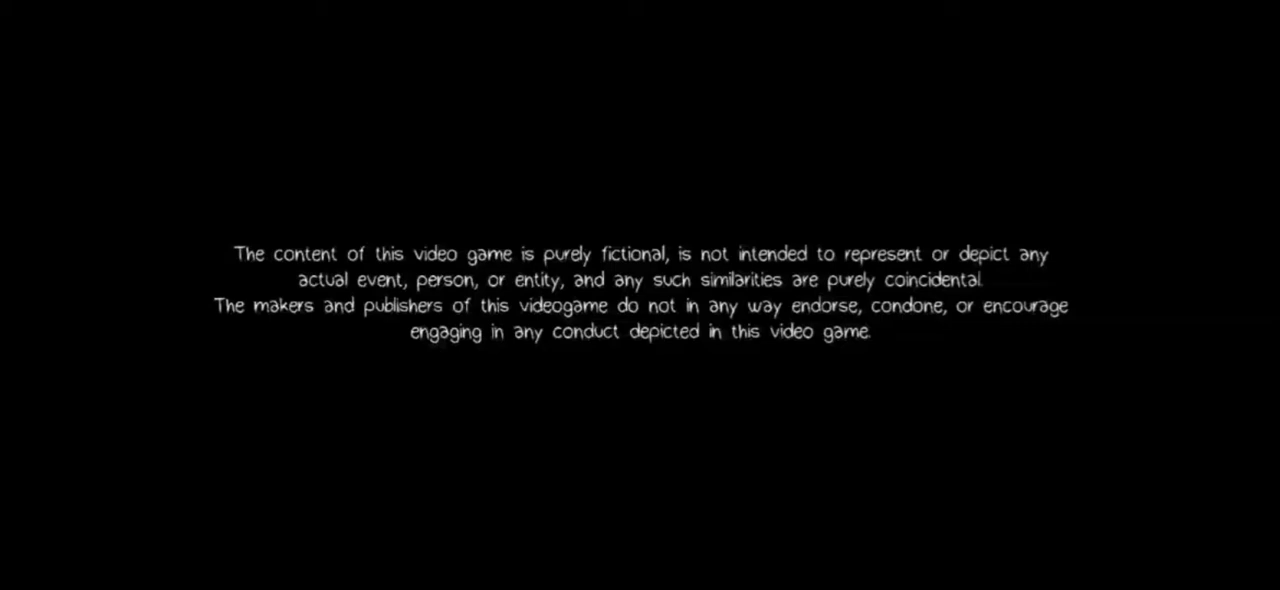 The content of this video game is purely fictional, is not intended to represent or depict any
actual event, person, or entity, and any such similarities are purely coincidental.
The makers and publishers of this videogame do not in any way endorse, condone, or encourage
engaging in any conduct depicted in this video game.